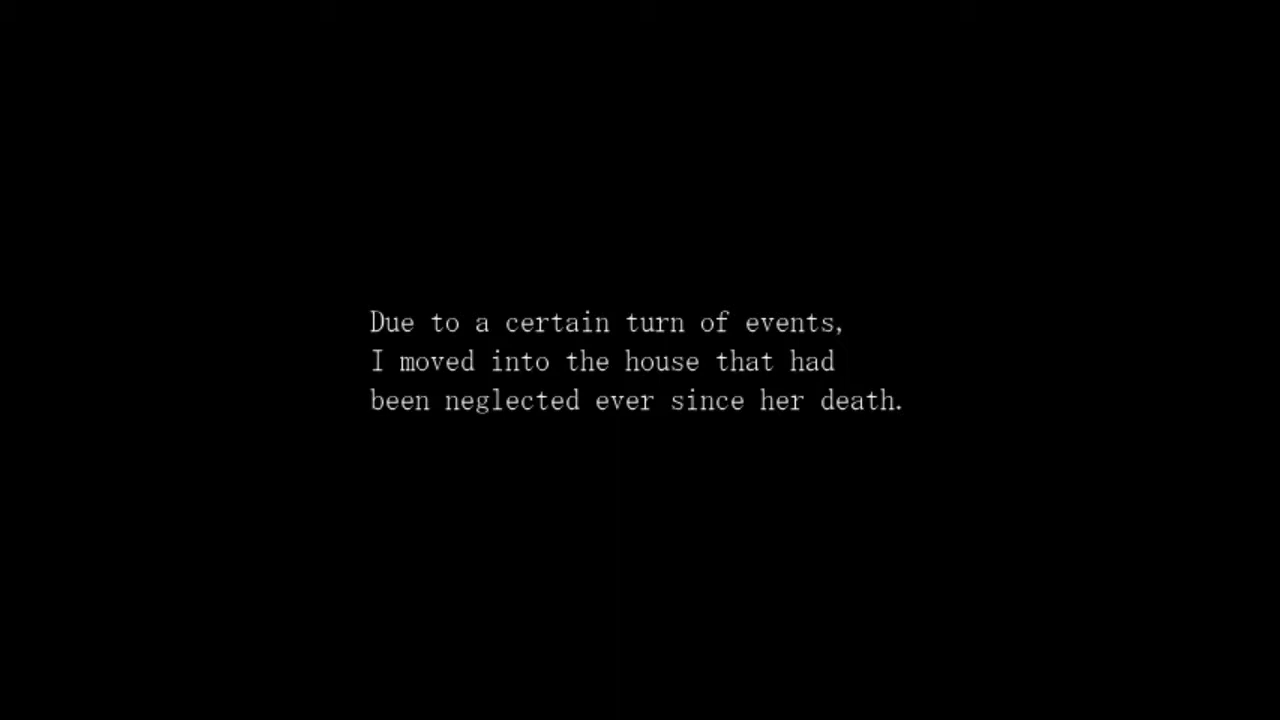 Due to a certain turn of events,
I moved into the house that had
been neglected ever since her death.